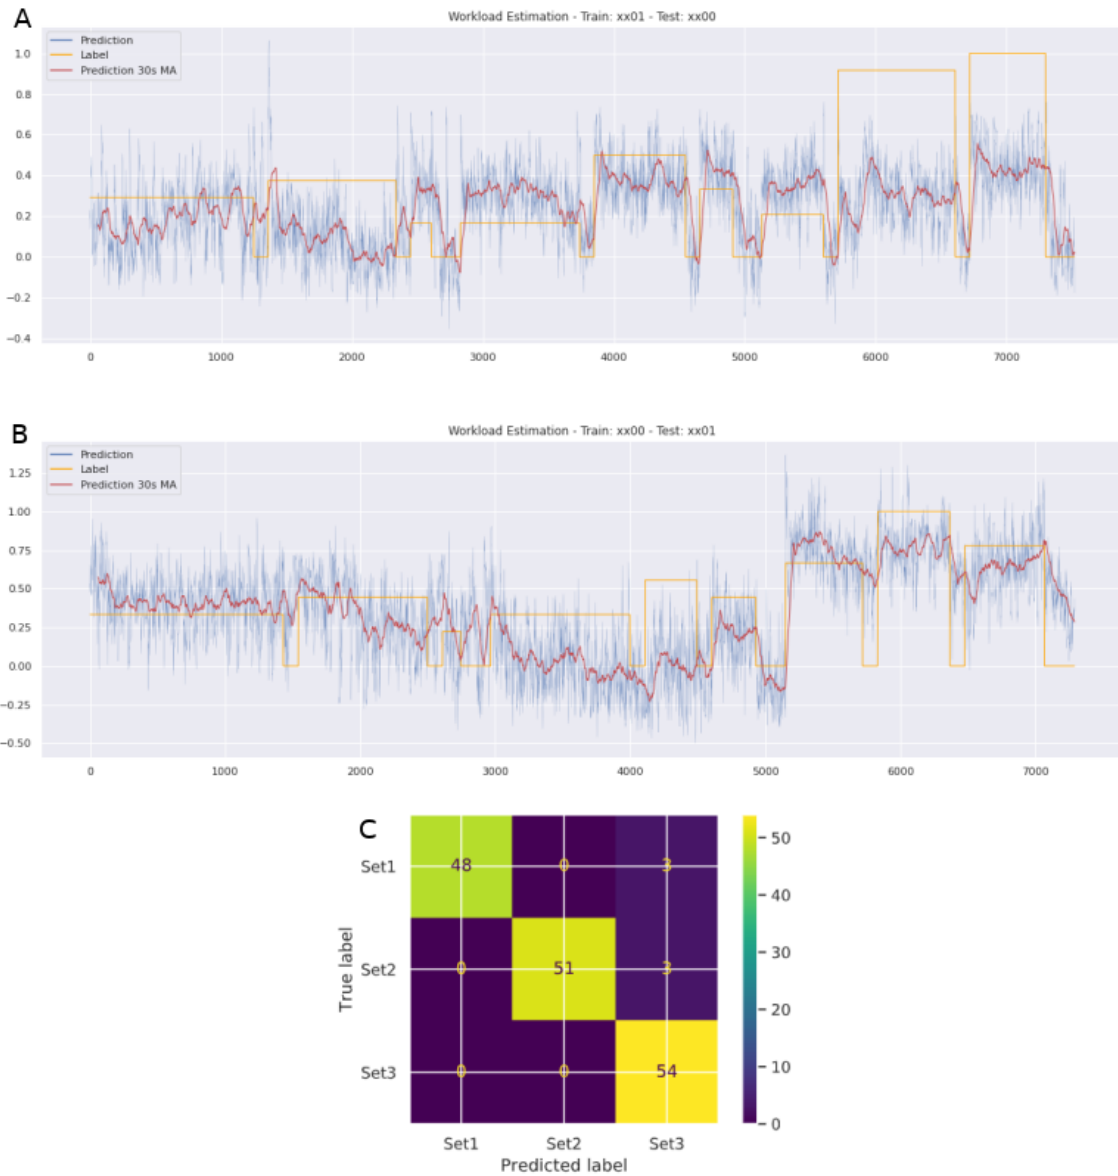 A
Workload Estimation - Train: xx01 - Test: xx00
Prediction
Label
Prediction 30s MA
1.0
0.8
0.6
0.4
0.2
0.0
−0.2
−0.4
0 1000 2000 3000 4000 5000 6000 7000
B
Workload Estimation - Train: xx00 - Test: xx01
Prediction
Label
Prediction 30s MA
1.25
1.00
0.75
0.50
0.25
0.00
−0.25
−0.50
0 1000 2000 3000 4000 5000 6000 7000
C
True label
Set1 48 0 3
Set2 0 51 3
Set3 0 0 54
Set1 Set2 Set3
Predicted label
50
40
30
20
10
0